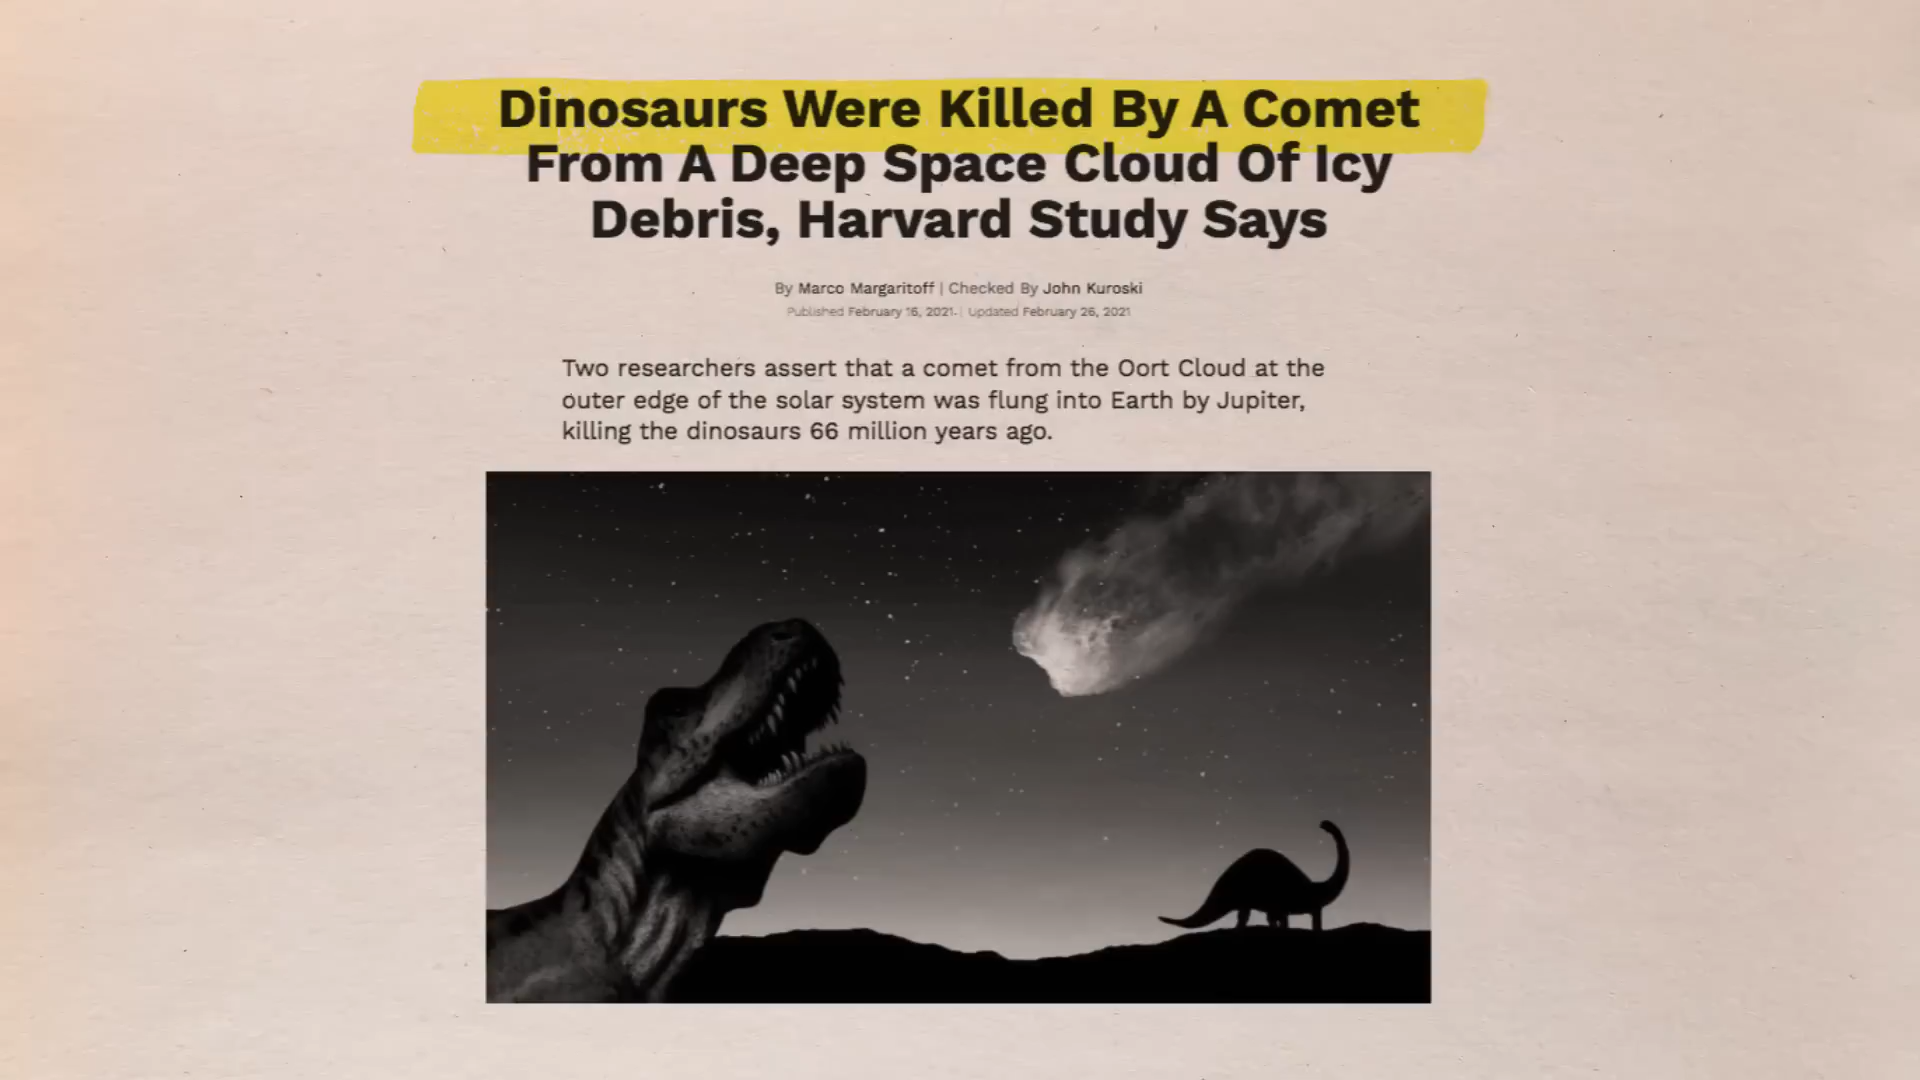 Dinosaurs Were Killed By A Comet
From A Deep Space Cloud Of Icy
Debris, Harvard Study Says
By Marco Margaritoff | Checked By John Kuroski
Published February 16, 2021 | Updated February 26, 2021
Two researchers assert that a comet from the Oort Cloud at the
outer edge of the solar system was flung into Earth by Jupiter,
killing the dinosaurs 66 million years ago.